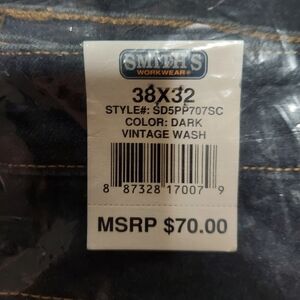 SMITH'S
WORKWEAR
38X32
STYLE#: SD5PP707SC
COLOR: DARK
VINTAGE WASH
8 87328 17007 9
MSRP $70.00